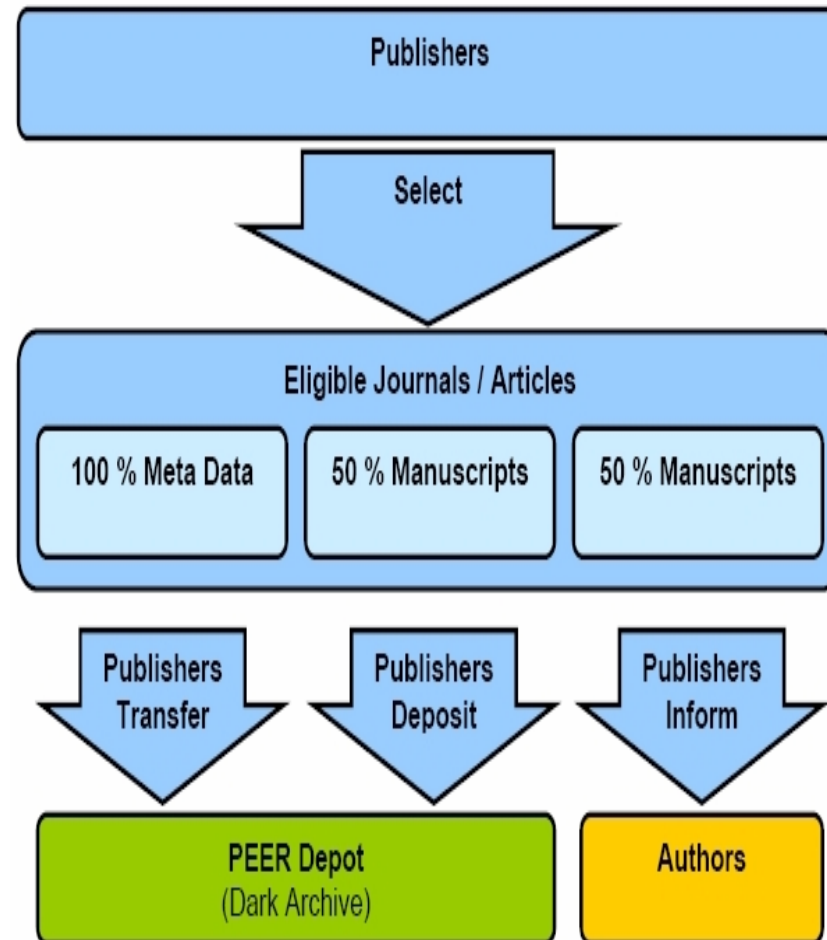 Publishers
Select
Eligible Journals / Articles
100 % Meta Data
50 % Manuscripts
50 % Manuscripts
Publishers
Transfer
Publishers
Deposit
Publishers
Inform
PEER Depot
(Dark Archive)
Authors